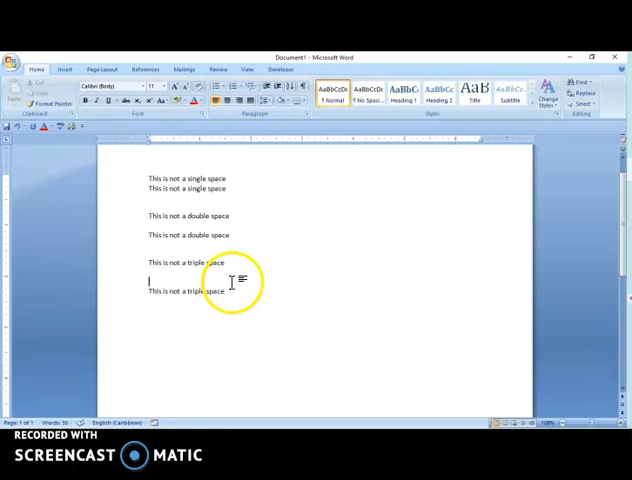 Document1 - Microsoft Word
Home Insert Page Layout References Mailings Review View Developer
Cut
Copy
Format Painter
Paste
Clipboard
Calibri (Body) 11
Font
Paragraph
AaBbCcDc AaBbCcDc AaBbC AaBbCc AaB AaBbCc.
¶ Normal ¶ No Spaci... Heading 1 Heading 2 Title Subtitle
Change Styles
Styles
Find
Replace
Select
Editing
This is not a single space
This is not a single space
This is not a double space
This is not a double space
This is not a triple space
This is not a triple space
Page: 1 of 1 Words: 36 English (Caribbean) 108%
RECORDED WITH
SCREENCAST MATIC